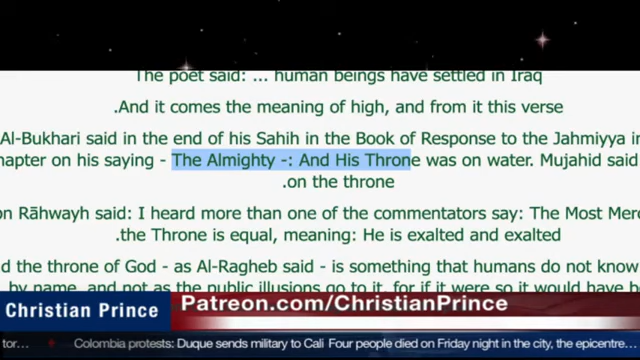 The poet said: ... human beings have settled in Iraq
.And it comes the meaning of high, and from it this verse
Al-Bukhari said in the end of his Sahih in the Book of Response to the Jahmiyya in
hapter on his saying - The Almighty -: And His Throne was on water. Mujahid said
.on the throne
on Rāhwayh said: I heard more than one of the commentators say: The Most Merc
.the Throne is equal, meaning: He is exalted and exalted
d the throne of God - as Al-Ragheb said - is something that humans do not know
by name, and not as the public illusions go to it, for if it were so it would have be
Christian Prince
Patreon.com/ChristianPrince
tor... Colombia protests: Duque sends military to Cali Four people died on Friday night in the city, the epicentre...